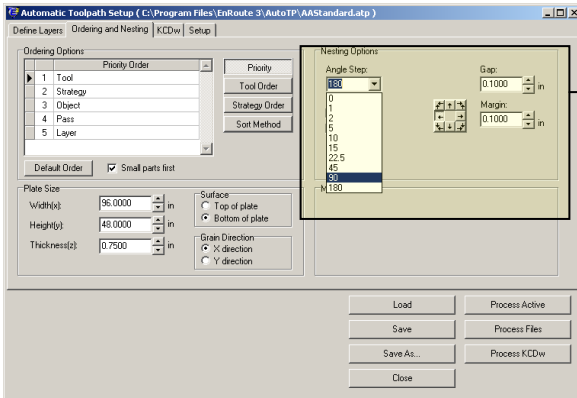 Automatic Toolpath Setup ( C:\Program Files\EnRoute 3\AutoTP\AAStandard.atp )
Define Layers Ordering and Nesting KCDw Setup
Ordering Options
Priority Order
1 Tool
2 Strategy
3 Object
4 Pass
5 Layer
Priority
Tool Order
Strategy Order
Sort Method
Default Order Small parts first
Nesting Options
Angle Step:
180
0
1
2
5
10
15
22.5
45
90
180
Gap:
0.1000 in
Margin:
0.1000 in
Plate Size
Width(x): 96.0000 in
Height(y): 48.0000 in
Thickness(z): 0.7500 in
Surface
Top of plate
Bottom of plate
Grain Direction
X direction
Y direction
M
Load Process Active
Save Process Files
Save As... Process KCDw
Close